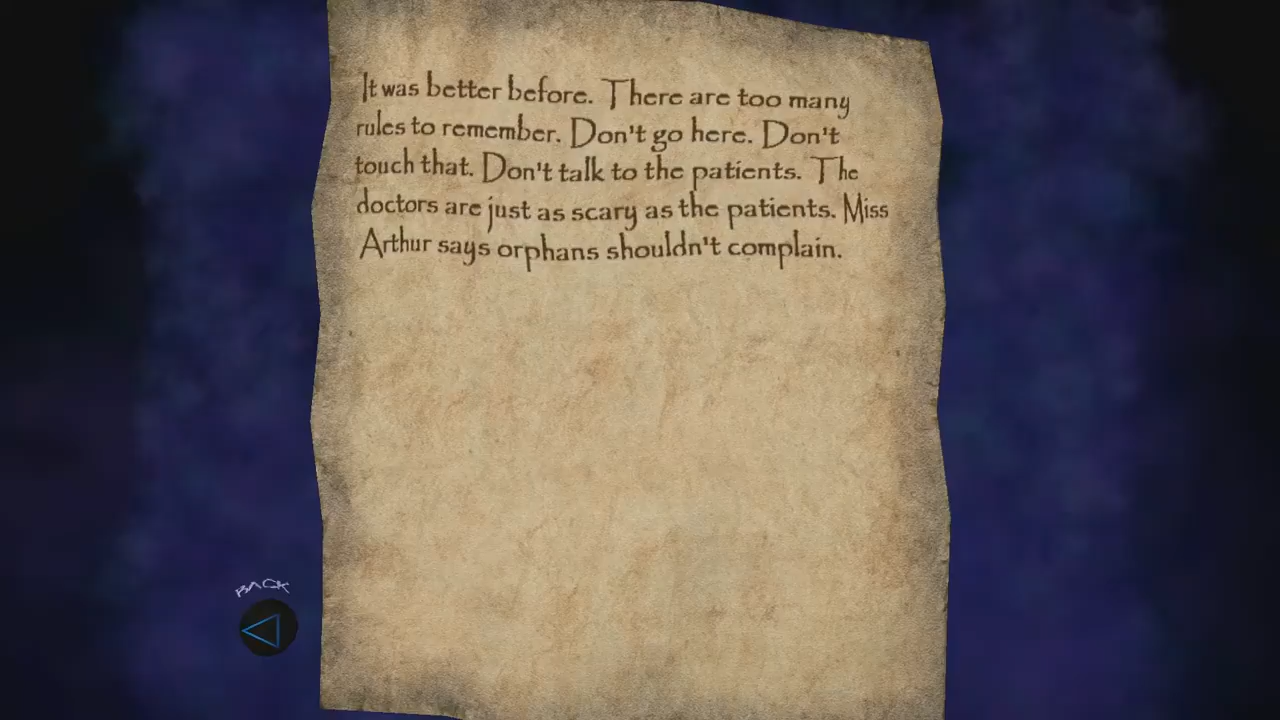 It was better before. There are too many
rules to remember. Don't go here. Don't
touch that. Don't talk to the patients. The
doctors are just as scary as the patients. Miss
Arthur says orphans shouldn't complain.
BACK